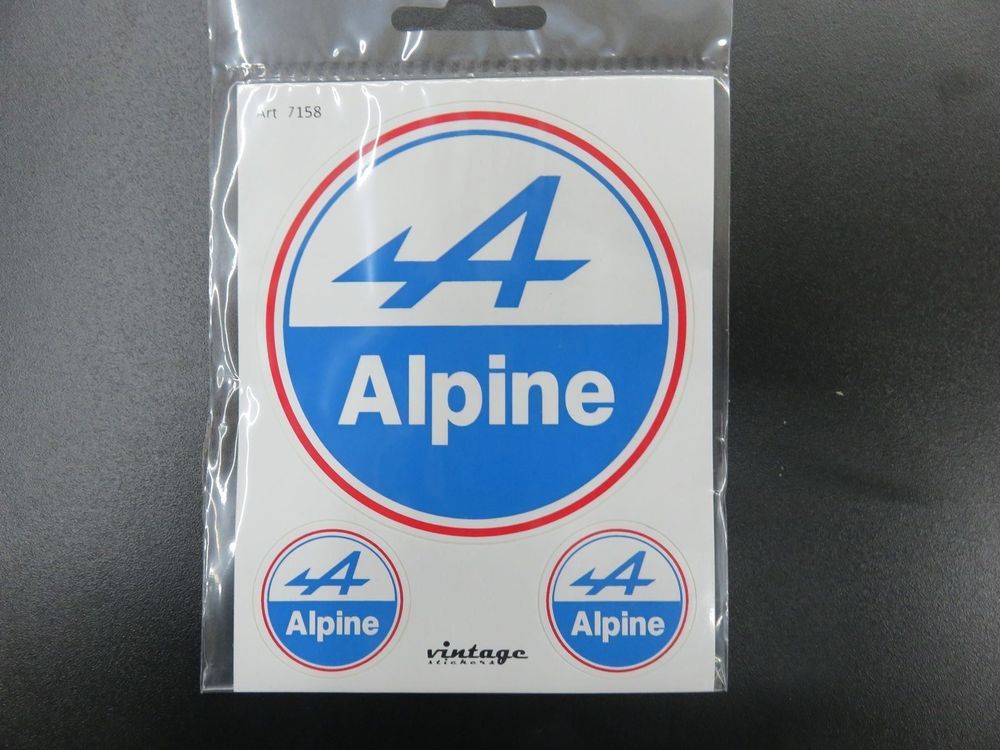 Art 7158
A
Alpine
A
Alpine
A
Alpine
vintage
stickers